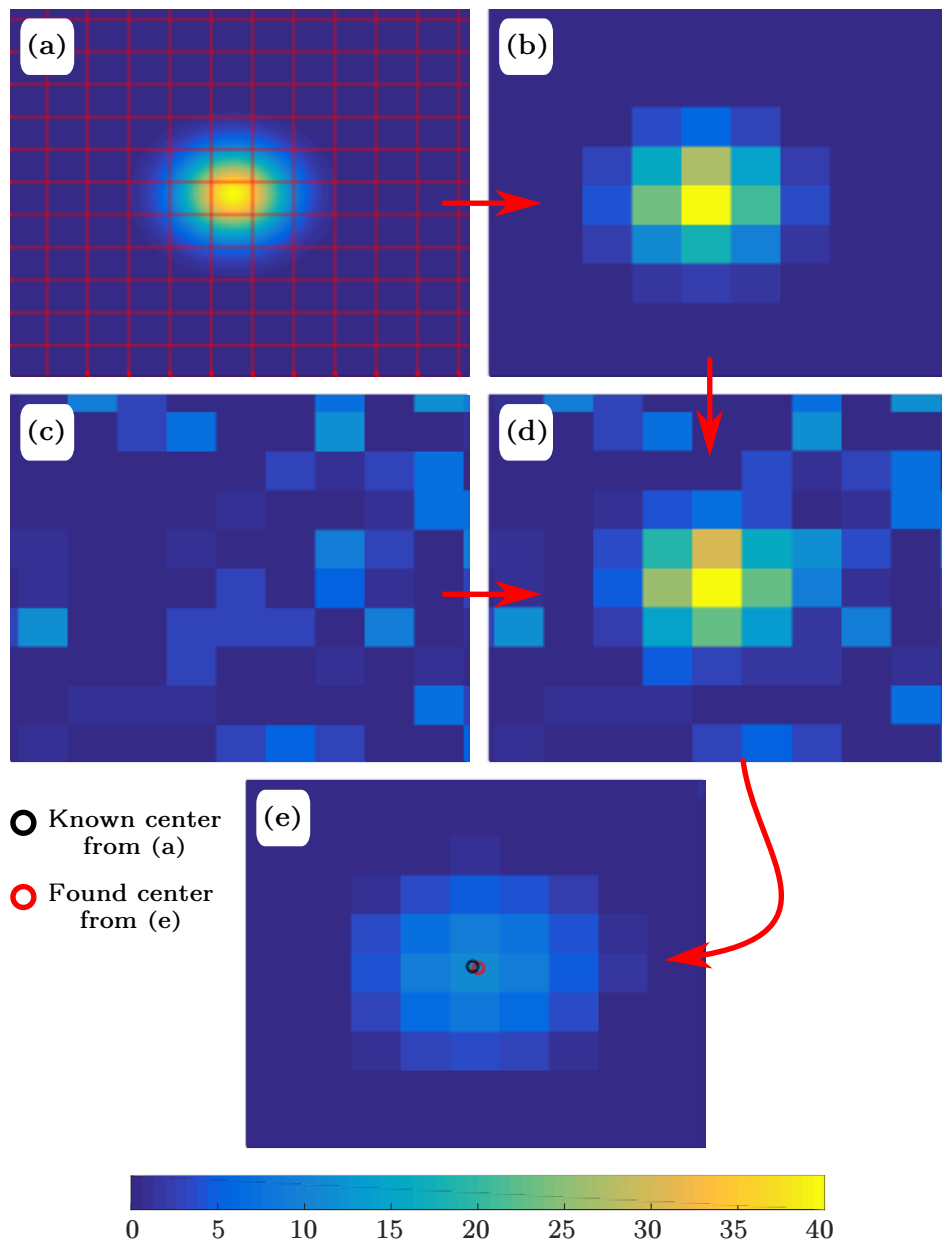 (a)
(b)
(c)
(d)
(e)
Known center
from (a)
Found center
from (e)
0 5 10 15 20 25 30 35 40